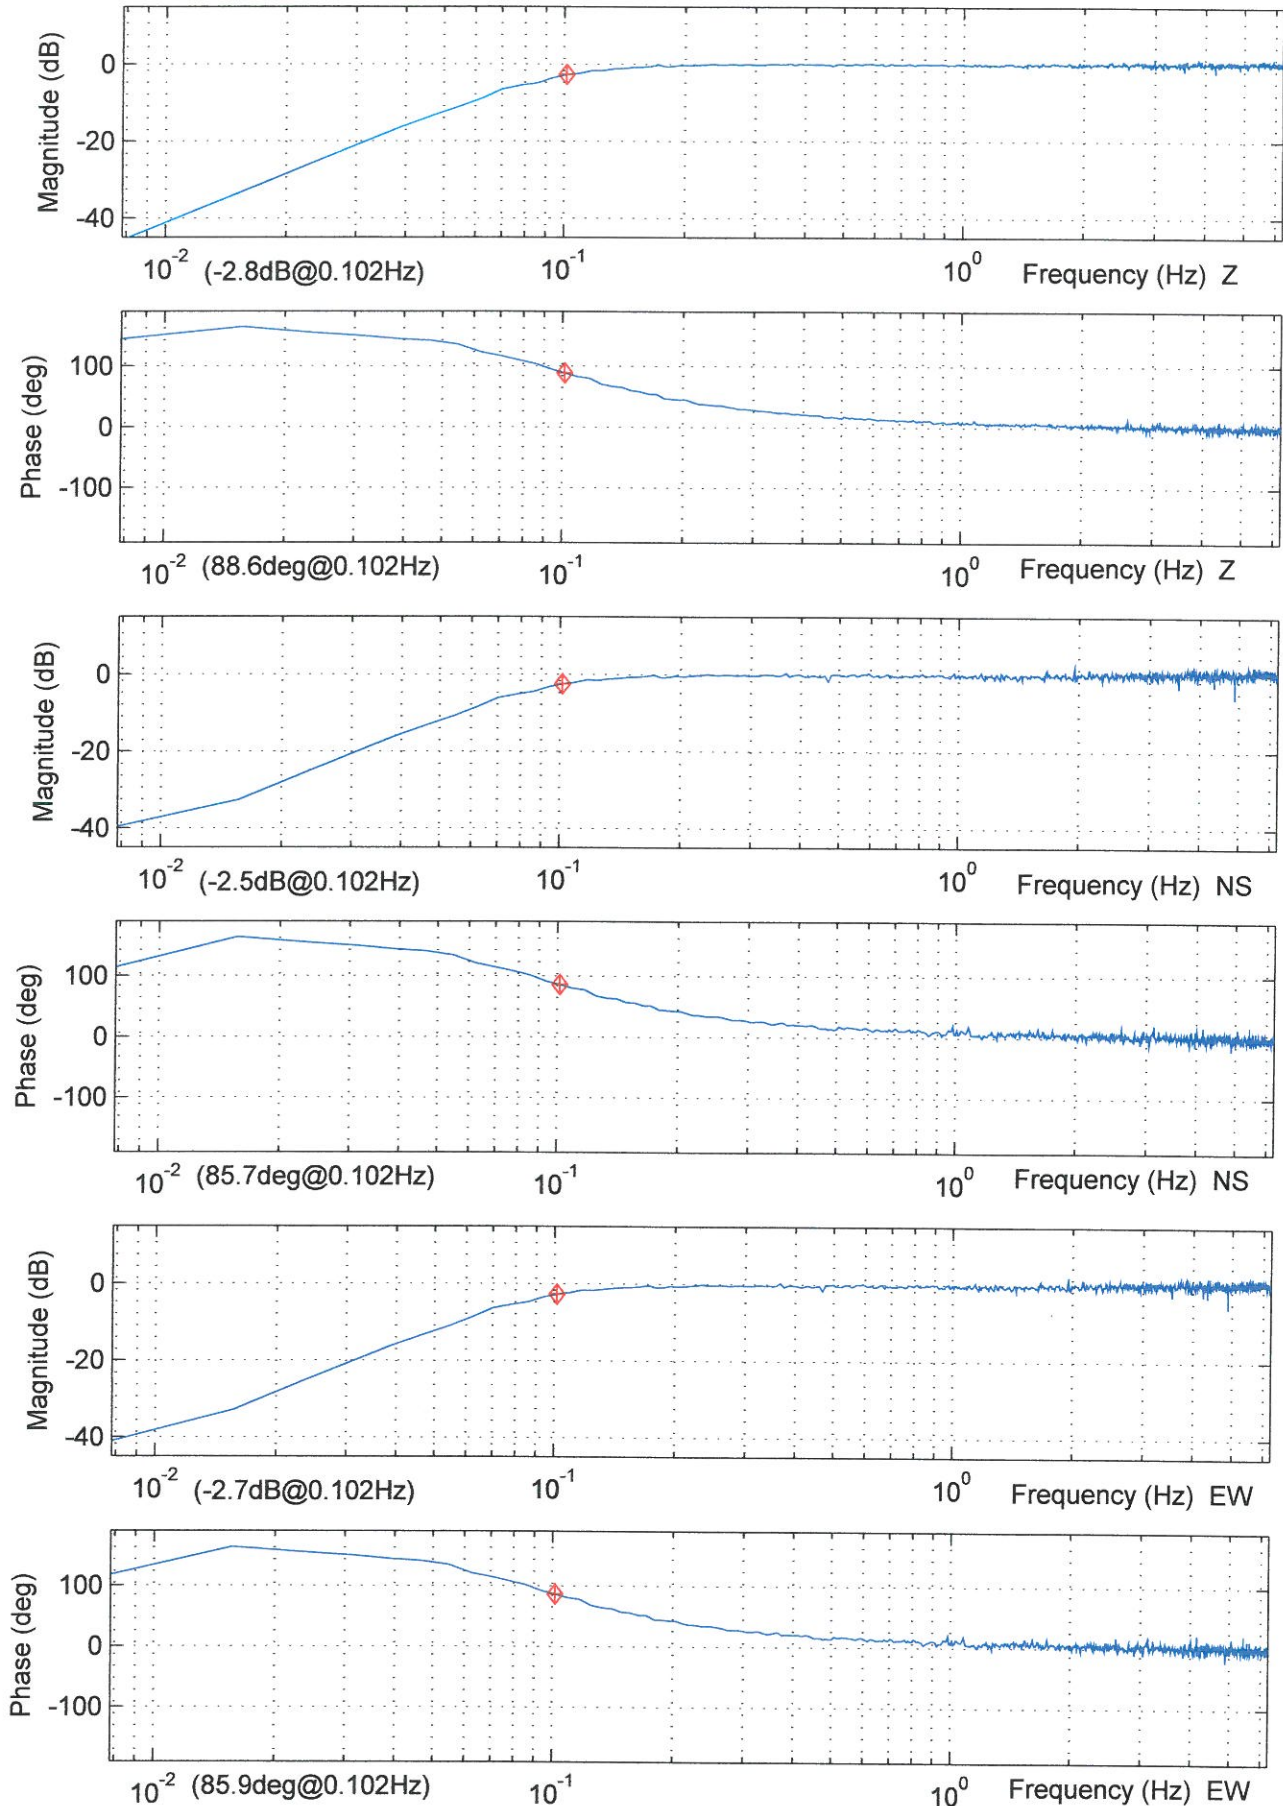 Magnitude (dB)
0
-20
-40
10-2 (-2.8dB@0.102Hz) 10-1 100 Frequency (Hz) Z
Phase (deg)
100
0
-100
10-2 (88.6deg@0.102Hz) 10-1 100 Frequency (Hz) Z
Magnitude (dB)
0
-20
-40
10-2 (-2.5dB@0.102Hz) 10-1 100 Frequency (Hz) NS
Phase (deg)
100
0
-100
10-2 (85.7deg@0.102Hz) 10-1 100 Frequency (Hz) NS
Magnitude (dB)
0
-20
-40
10-2 (-2.7dB@0.102Hz) 10-1 100 Frequency (Hz) EW
Phase (deg)
100
0
-100
10-2 (85.9deg@0.102Hz) 10-1 100 Frequency (Hz) EW